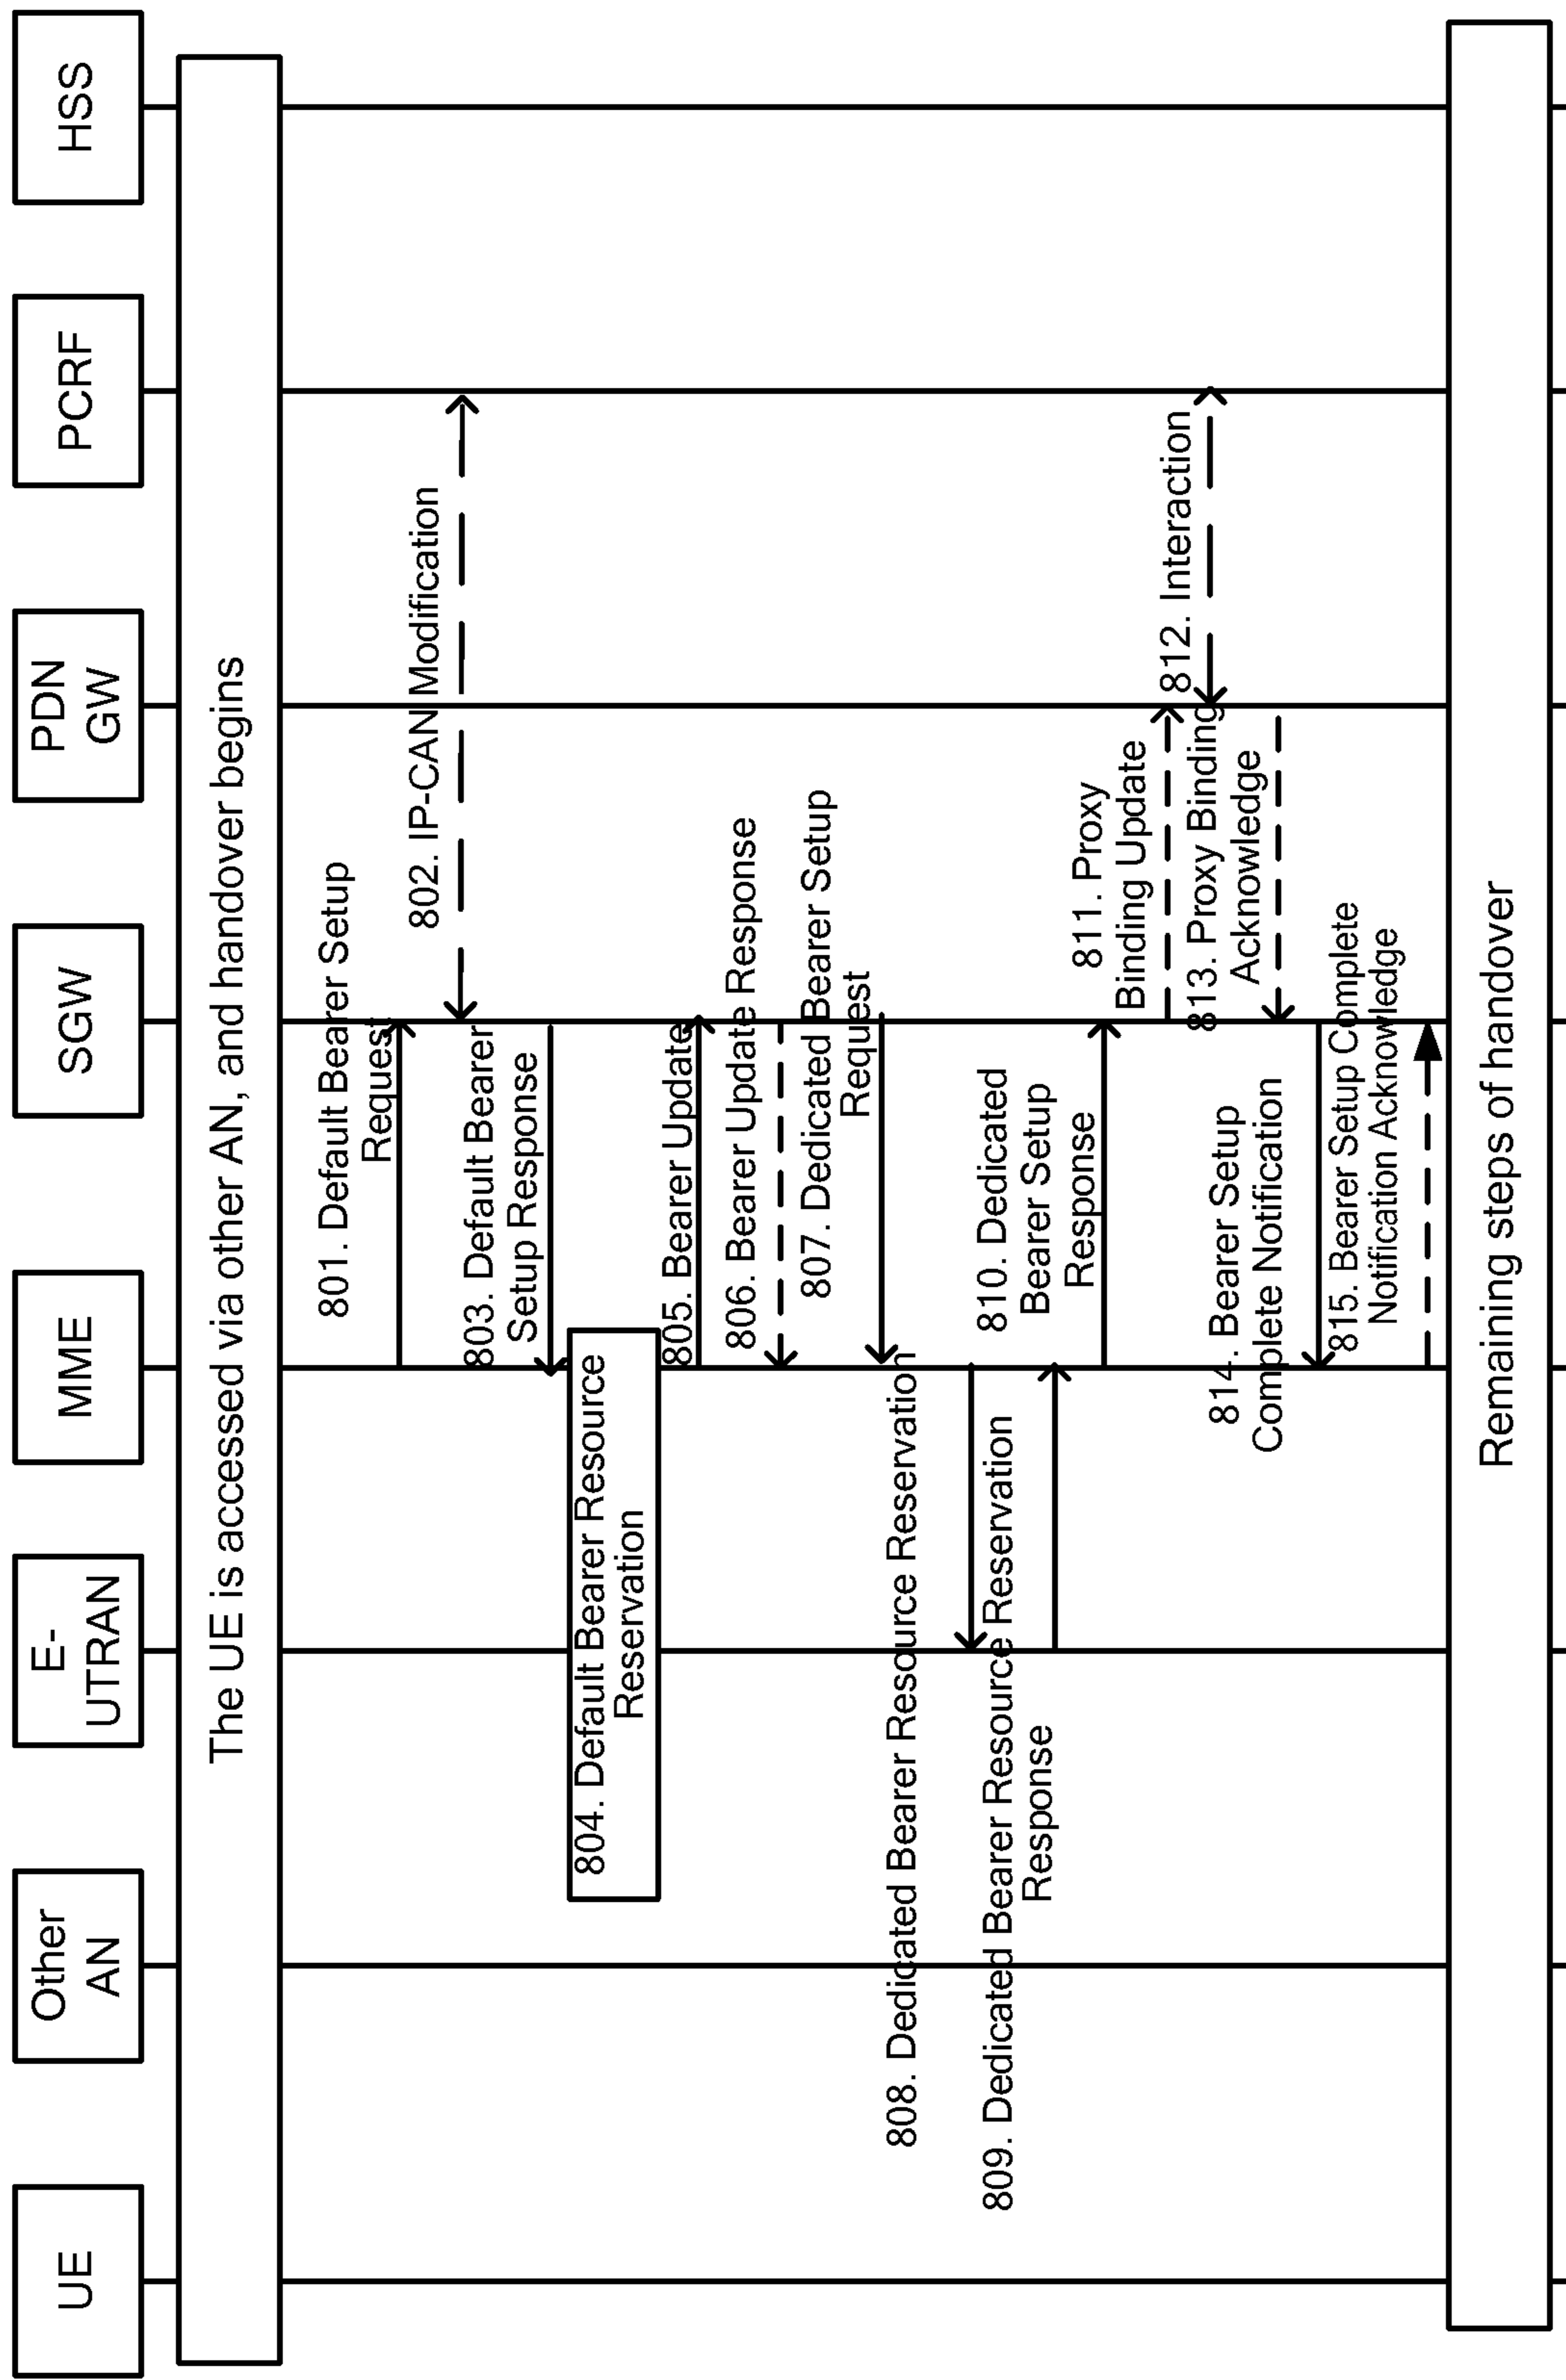 UE
Other
AN
E-
UTRAN
MME
SGW
PDN
GW
PCRF
HSS
The UE is accessed via other AN, and handover begins
801. Default Bearer Setup
Request
802. IP-CAN Modification
803. Default Bearer
Setup Response
804. Default Bearer Resource
Reservation
805. Bearer Update
806. Bearer Update Response
807. Dedicated Bearer Setup
Request
808. Dedicated Bearer Resource Reservation
809. Dedicated Bearer Resource Reservation
Response
810. Dedicated
Bearer Setup
Response
811. Proxy
Binding Update
812. Interaction
813. Proxy Binding
Acknowledge
814. Bearer Setup
Complete Notification
815. Bearer Setup Complete
Notification Acknowledge
Remaining steps of handover